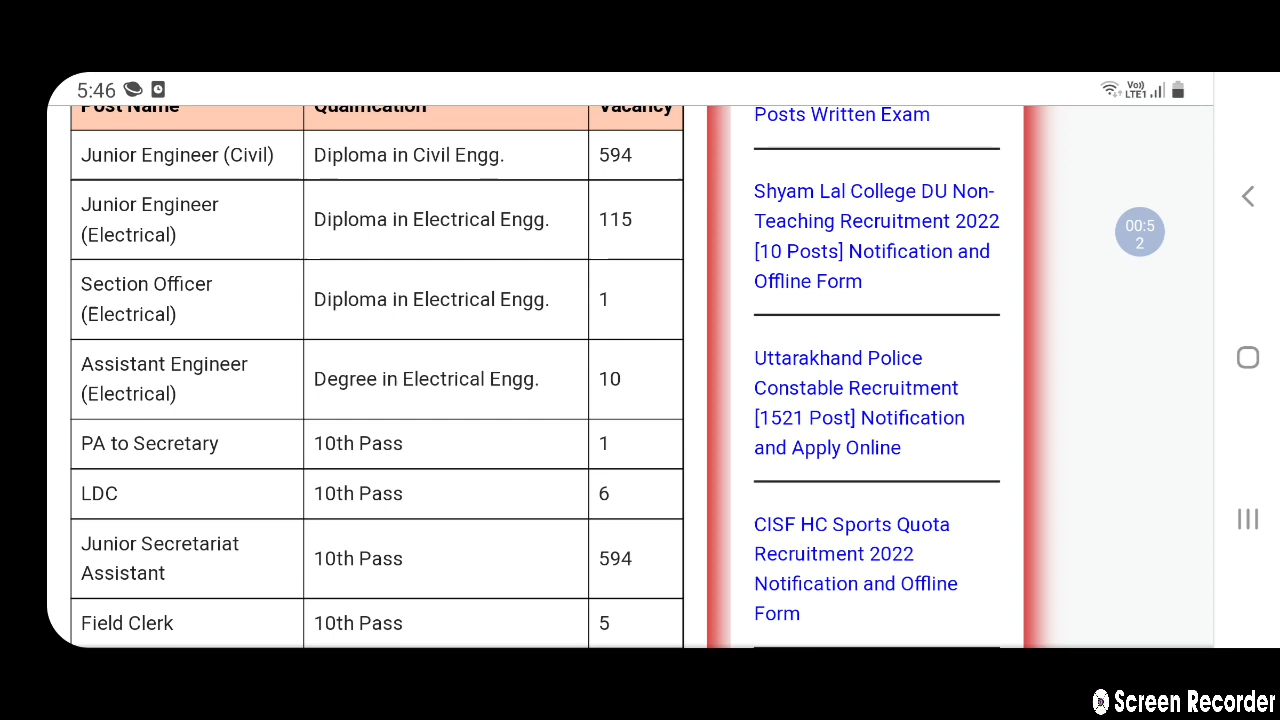 5:46
Vo)) LTE1
Post Name Qualification Vacancy
Junior Engineer (Civil) Diploma in Civil Engg. 594
Junior Engineer
(Electrical) Diploma in Electrical Engg. 115
Section Officer
(Electrical) Diploma in Electrical Engg. 1
Assistant Engineer
(Electrical) Degree in Electrical Engg. 10
PA to Secretary 10th Pass 1
LDC 10th Pass 6
Junior Secretariat
Assistant 10th Pass 594
Field Clerk 10th Pass 5
Posts Written Exam
Shyam Lal College DU Non-
Teaching Recruitment 2022
[10 Posts] Notification and
Offline Form
Uttarakhand Police
Constable Recruitment
[1521 Post] Notification
and Apply Online
CISF HC Sports Quota
Recruitment 2022
Notification and Offline
Form
00:5
2
Screen Recorder